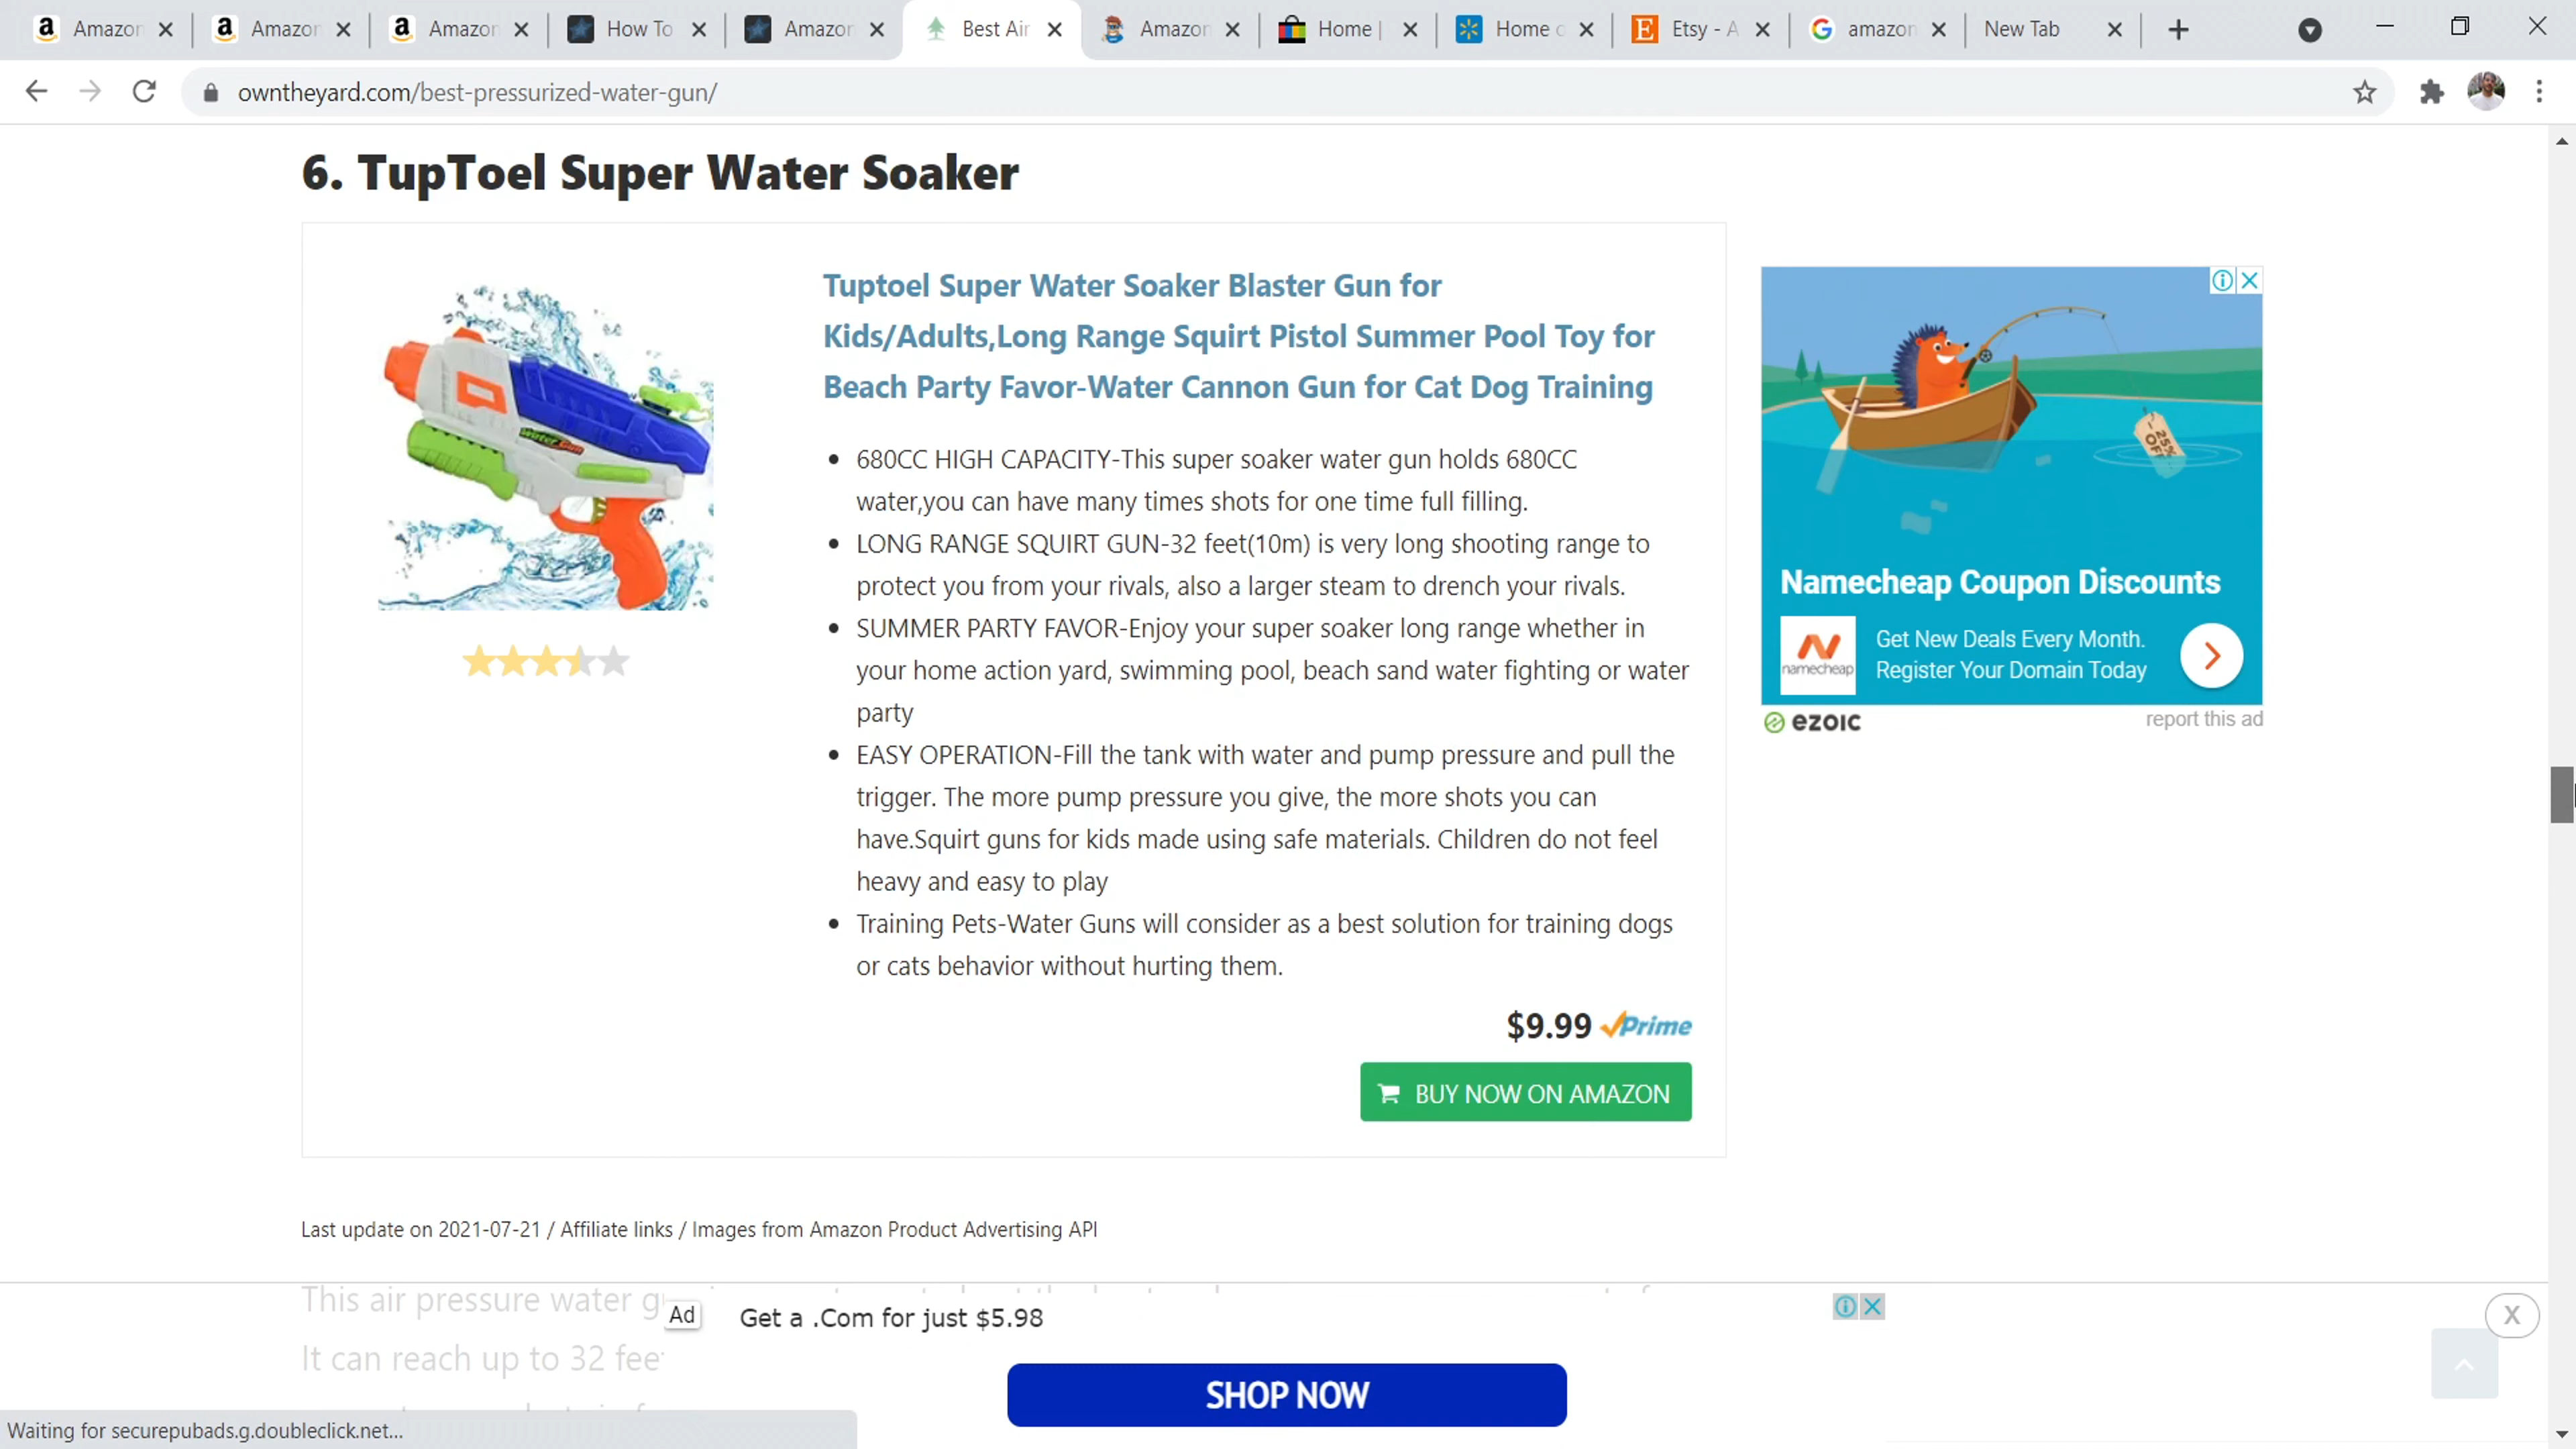 Amazon
Amazon
Amazon
How To
Amazon
Best Air
Amazon
Home |
Home o
Etsy - A
amazon
New Tab
owntheyard.com/best-pressurized-water-gun/
6. TupToel Super Water Soaker
Tuptoel Super Water Soaker Blaster Gun for
Kids/Adults,Long Range Squirt Pistol Summer Pool Toy for
Beach Party Favor-Water Cannon Gun for Cat Dog Training
• 680CC HIGH CAPACITY-This super soaker water gun holds 680CC
water,you can have many times shots for one time full filling.
• LONG RANGE SQUIRT GUN-32 feet(10m) is very long shooting range to
protect you from your rivals, also a larger steam to drench your rivals.
• SUMMER PARTY FAVOR-Enjoy your super soaker long range whether in
your home action yard, swimming pool, beach sand water fighting or water
party
• EASY OPERATION-Fill the tank with water and pump pressure and pull the
trigger. The more pump pressure you give, the more shots you can
have.Squirt guns for kids made using safe materials. Children do not feel
heavy and easy to play
• Training Pets-Water Guns will consider as a best solution for training dogs
or cats behavior without hurting them.
$9.99 Prime
BUY NOW ON AMAZON
Water Gun
25%
OFF
Namecheap Coupon Discounts
namecheap
Get New Deals Every Month.
Register Your Domain Today
ezoic
report this ad
Last update on 2021-07-21 / Affiliate links / Images from Amazon Product Advertising API
This air pressure water g
It can reach up to 32 fee
Ad
Get a .Com for just $5.98
X
SHOP NOW
Waiting for securepubads.g.doubleclick.net...